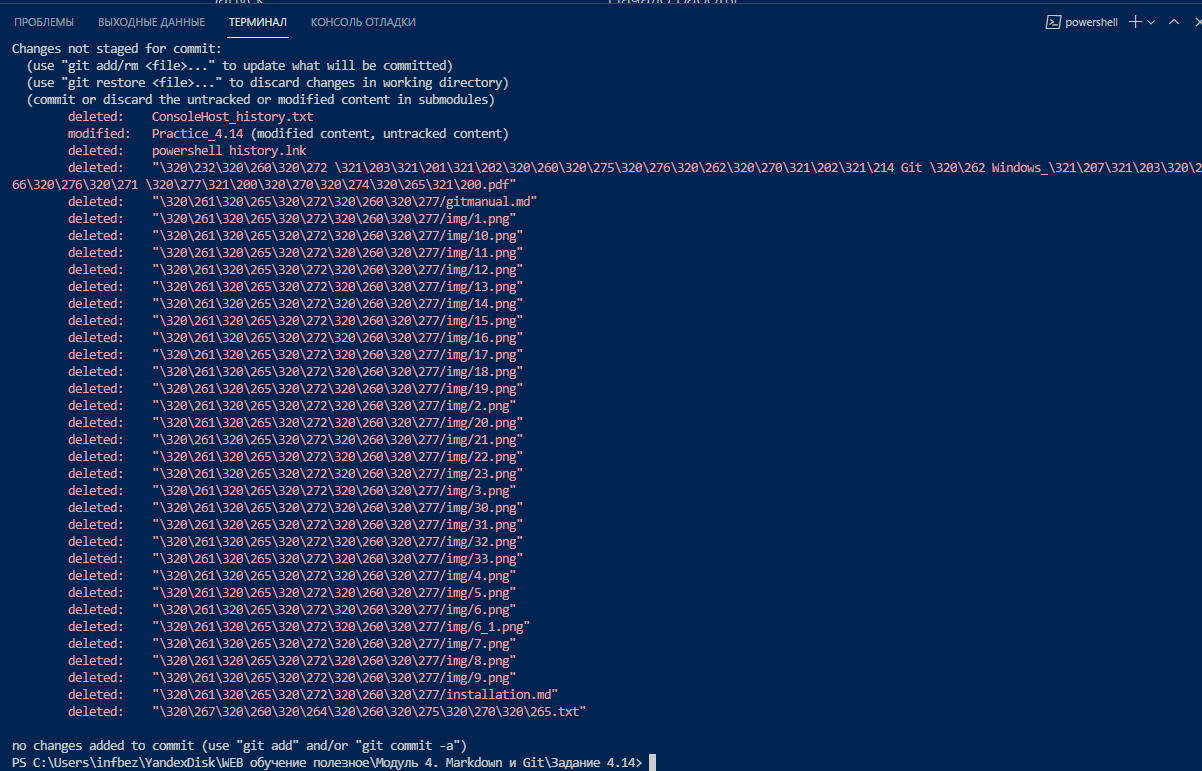 ПРОБЛЕМЫ ВЫХОДНЫЕ ДАННЫЕ ТЕРМИНАЛ КОНСОЛЬ ОТЛАДКИ powershell
Changes not staged for commit:
  (use "git add/rm <file>..." to update what will be committed)
  (use "git restore <file>..." to discard changes in working directory)
  (commit or discard the untracked or modified content in submodules)
        deleted:    ConsoleHost_history.txt
        modified:   Practice_4.14 (modified content, untracked content)
        deleted:    powershell history.lnk
        deleted:    "\320\232\320\260\320\272 \321\203\321\201\321\202\320\260\320\275\320\276\320\262\320\270\321\202\321\214 Git \320\262 Windows_\321\207\321\203\320\2
66\320\276\320\271 \320\277\321\200\320\270\320\274\320\265\321\200.pdf"
        deleted:    "\320\261\320\265\320\272\320\260\320\277/gitmanual.md"
        deleted:    "\320\261\320\265\320\272\320\260\320\277/img/1.png"
        deleted:    "\320\261\320\265\320\272\320\260\320\277/img/10.png"
        deleted:    "\320\261\320\265\320\272\320\260\320\277/img/11.png"
        deleted:    "\320\261\320\265\320\272\320\260\320\277/img/12.png"
        deleted:    "\320\261\320\265\320\272\320\260\320\277/img/13.png"
        deleted:    "\320\261\320\265\320\272\320\260\320\277/img/14.png"
        deleted:    "\320\261\320\265\320\272\320\260\320\277/img/15.png"
        deleted:    "\320\261\320\265\320\272\320\260\320\277/img/16.png"
        deleted:    "\320\261\320\265\320\272\320\260\320\277/img/17.png"
        deleted:    "\320\261\320\265\320\272\320\260\320\277/img/18.png"
        deleted:    "\320\261\320\265\320\272\320\260\320\277/img/19.png"
        deleted:    "\320\261\320\265\320\272\320\260\320\277/img/2.png"
        deleted:    "\320\261\320\265\320\272\320\260\320\277/img/20.png"
        deleted:    "\320\261\320\265\320\272\320\260\320\277/img/21.png"
        deleted:    "\320\261\320\265\320\272\320\260\320\277/img/22.png"
        deleted:    "\320\261\320\265\320\272\320\260\320\277/img/23.png"
        deleted:    "\320\261\320\265\320\272\320\260\320\277/img/3.png"
        deleted:    "\320\261\320\265\320\272\320\260\320\277/img/30.png"
        deleted:    "\320\261\320\265\320\272\320\260\320\277/img/31.png"
        deleted:    "\320\261\320\265\320\272\320\260\320\277/img/32.png"
        deleted:    "\320\261\320\265\320\272\320\260\320\277/img/33.png"
        deleted:    "\320\261\320\265\320\272\320\260\320\277/img/4.png"
        deleted:    "\320\261\320\265\320\272\320\260\320\277/img/5.png"
        deleted:    "\320\261\320\265\320\272\320\260\320\277/img/6.png"
        deleted:    "\320\261\320\265\320\272\320\260\320\277/img/6_1.png"
        deleted:    "\320\261\320\265\320\272\320\260\320\277/img/7.png"
        deleted:    "\320\261\320\265\320\272\320\260\320\277/img/8.png"
        deleted:    "\320\261\320\265\320\272\320\260\320\277/img/9.png"
        deleted:    "\320\261\320\265\320\272\320\260\320\277/installation.md"
        deleted:    "\320\267\320\260\320\264\320\260\320\275\320\270\320\265.txt"

no changes added to commit (use "git add" and/or "git commit -a")
PS C:\Users\infbez\YandexDisk\WEB обучение полезное\Модуль 4. Markdown и Git\Задание 4.14>